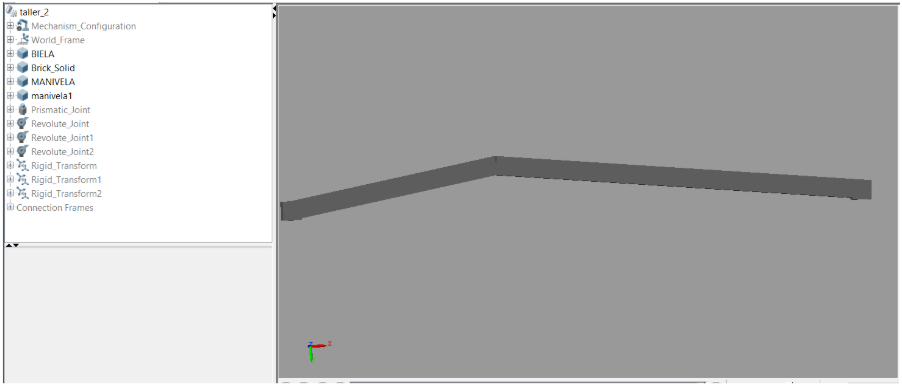 taller_2
Mechanism_Configuration
World_Frame
BIELA
Brick_Solid
MANIVELA
manivela1
Prismatic_Joint
Revolute_Joint
Revolute_Joint1
Revolute_Joint2
Rigid_Transform
Rigid_Transform1
Rigid_Transform2
Connection Frames